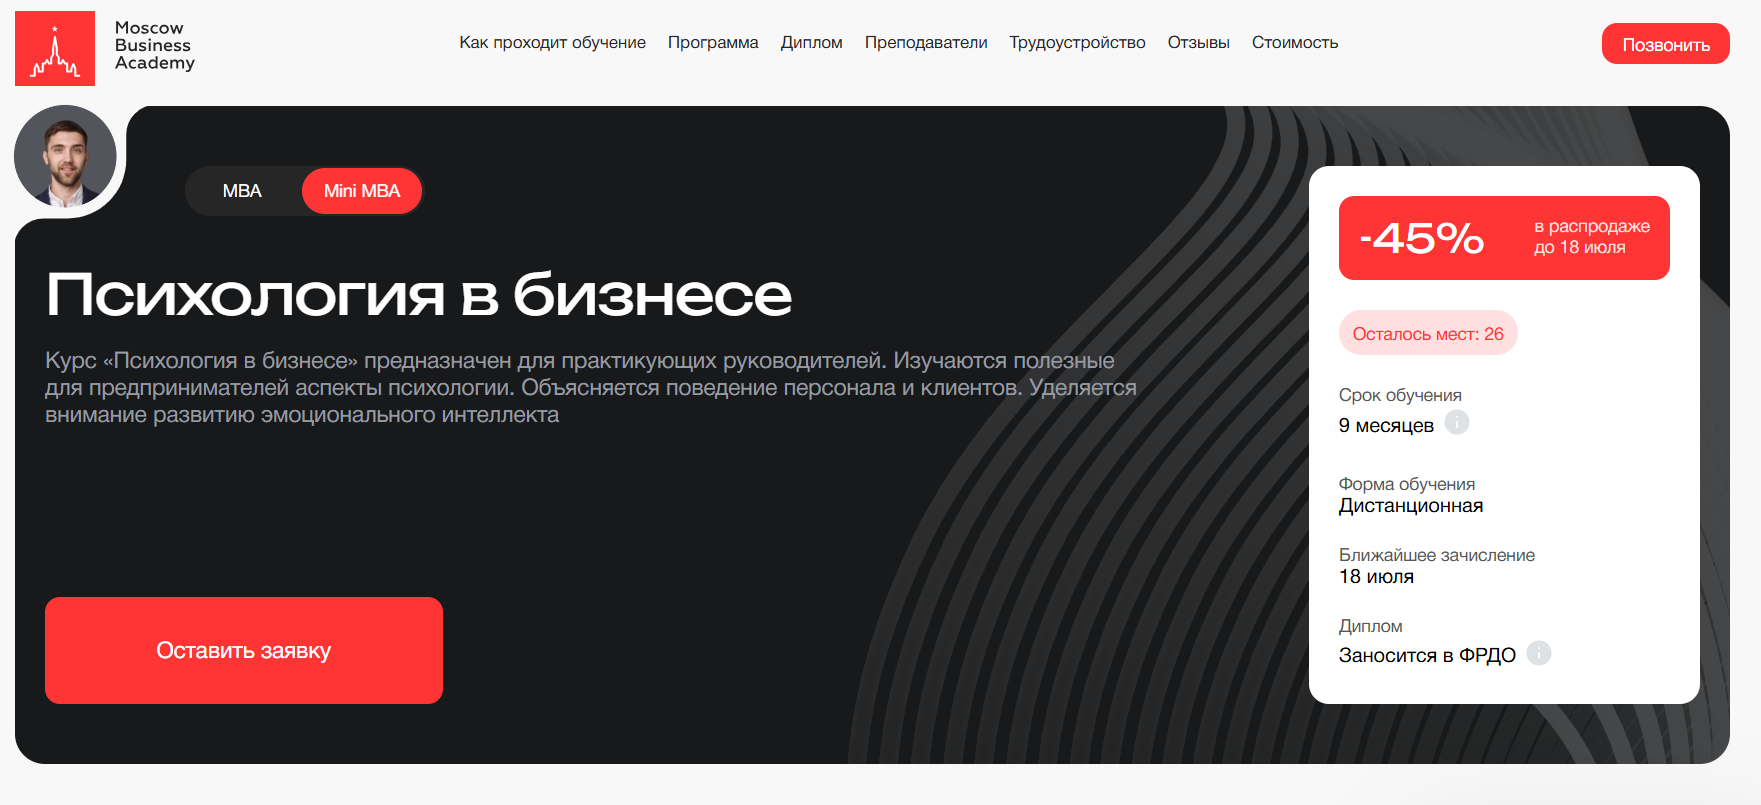 Moscow
Business
Academy
Как проходит обучение Программа Диплом Преподаватели Трудоустройство Отзывы Стоимость
Позвонить
MBA Mini MBA
Психология в бизнесе
Курс «Психология в бизнесе» предназначен для практикующих руководителей. Изучаются полезные
для предпринимателей аспекты психологии. Объясняется поведение персонала и клиентов. Уделяется
внимание развитию эмоционального интеллекта
Оставить заявку
-45%
в распродаже
до 18 июля
Осталось мест: 26
Срок обучения
9 месяцев
Форма обучения
Дистанционная
Ближайшее зачисление
18 июля
Диплом
Заносится в ФРДО